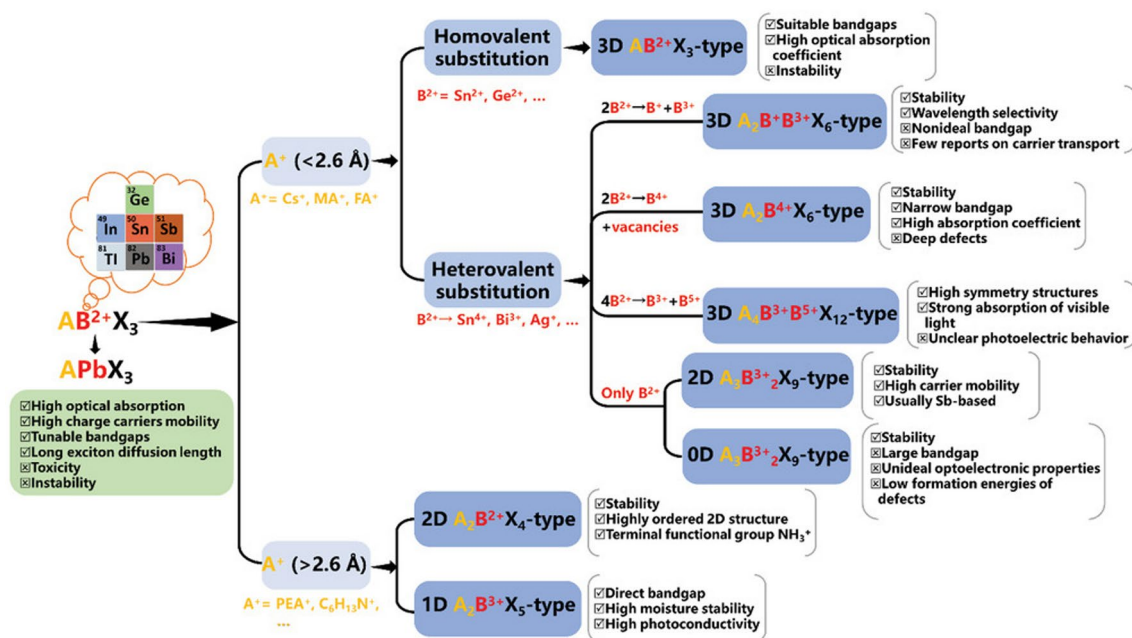 32
Ge
49
In
50
Sn
51
Sb
81
Tl
82
Pb
83
Bi
AB²⁺X₃
APbX₃
☑High optical absorption
☑High charge carriers mobility
☑Tunable bandgaps
☑Long exciton diffusion length
☒Toxicity
☒Instability
A⁺ (<2.6 Å)
A⁺= Cs⁺, MA⁺, FA⁺
Homovalent
substitution
B²⁺= Sn²⁺, Ge²⁺, ...
3D AB²⁺X₃-type
☑Suitable bandgaps
☑High optical absorption
coefficient
☒Instability
Heterovalent
substitution
B²⁺→ Sn⁴⁺, Bi³⁺, Ag⁺, ...
2B²⁺→B⁺+B³⁺
3D A₂B⁺B³⁺X₆-type
☑Stability
☑Wavelength selectivity
☒Nonideal bandgap
☒Few reports on carrier transport
2B²⁺→B⁴⁺
+vacancies
3D A₂B⁴⁺X₆-type
☑Stability
☑Narrow bandgap
☑High absorption coefficient
☒Deep defects
4B²⁺→B³⁺+B⁵⁺
3D A₄B³⁺B⁵⁺X₁₂-type
☑High symmetry structures
☑Strong absorption of visible
light
☒Unclear photoelectric behavior
Only B²⁺
2D A₃B³⁺₂X₉-type
☑Stability
☑High carrier mobility
☑Usually Sb-based
0D A₃B³⁺₂X₉-type
☑Stability
☒Large bandgap
☒Unideal optoelectronic properties
☒Low formation energies of
defects
A⁺ (>2.6 Å)
A⁺= PEA⁺, C₆H₁₃N⁺,
...
2D A₂B²⁺X₄-type
☑Stability
☑Highly ordered 2D structure
☑Terminal functional group NH₃⁺
1D A₂B³⁺X₅-type
☑Direct bandgap
☑High moisture stability
☑High photoconductivity